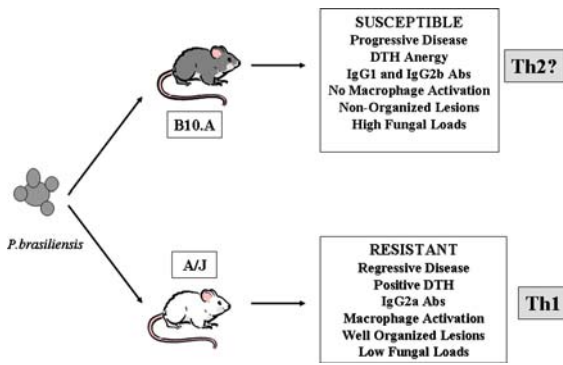 SUSCEPTIBLE
Progressive Disease
DTH Anergy
IgG1 and IgG2b Abs
No Macrophage Activation
Non-Organized Lesions
High Fungal Loads
Th2?
B10.A
P.brasiliensis
A/J
RESISTANT
Regressive Disease
Positive DTH
IgG2a Abs
Macrophage Activation
Well Organized Lesions
Low Fungal Loads
Th1